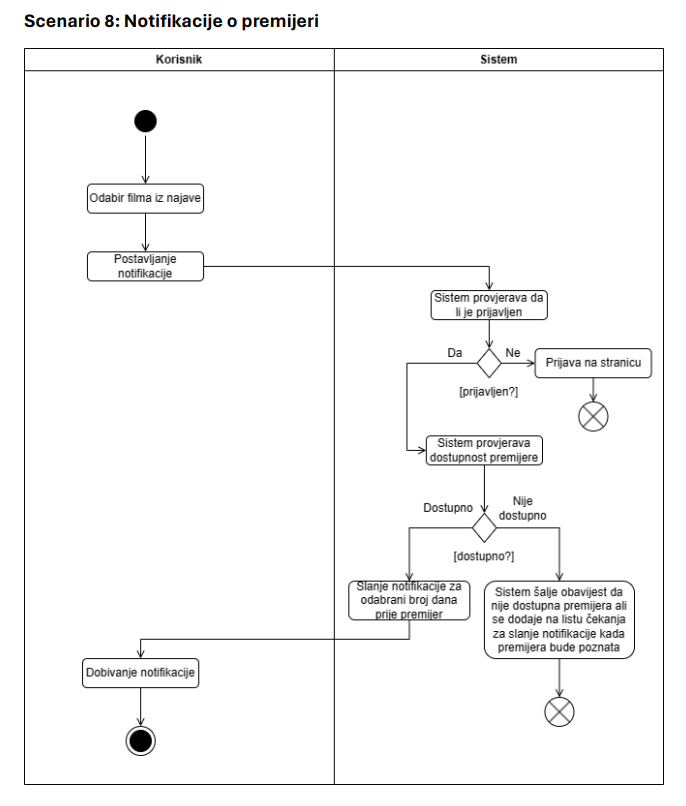 Scenario 8: Notifikacije o premijeri
Korisnik
Sistem
Odabir filma iz najave
Postavljanje
notifikacije
Sistem provjerava da
li je prijavljen
Da
Ne
Prijava na stranicu
[prijavljen?]
Sistem provjerava
dostupnost premijere
Dostupno
Nije
dostupno
[dostupno?]
Slanje notifikacije za
odabrani broj dana
prije premijer
Sistem šalje obavijest da
nije dostupna premijera ali
se dodaje na listu čekanja
za slanje notifikacije kada
premijera bude poznata
Dobivanje notifikacije